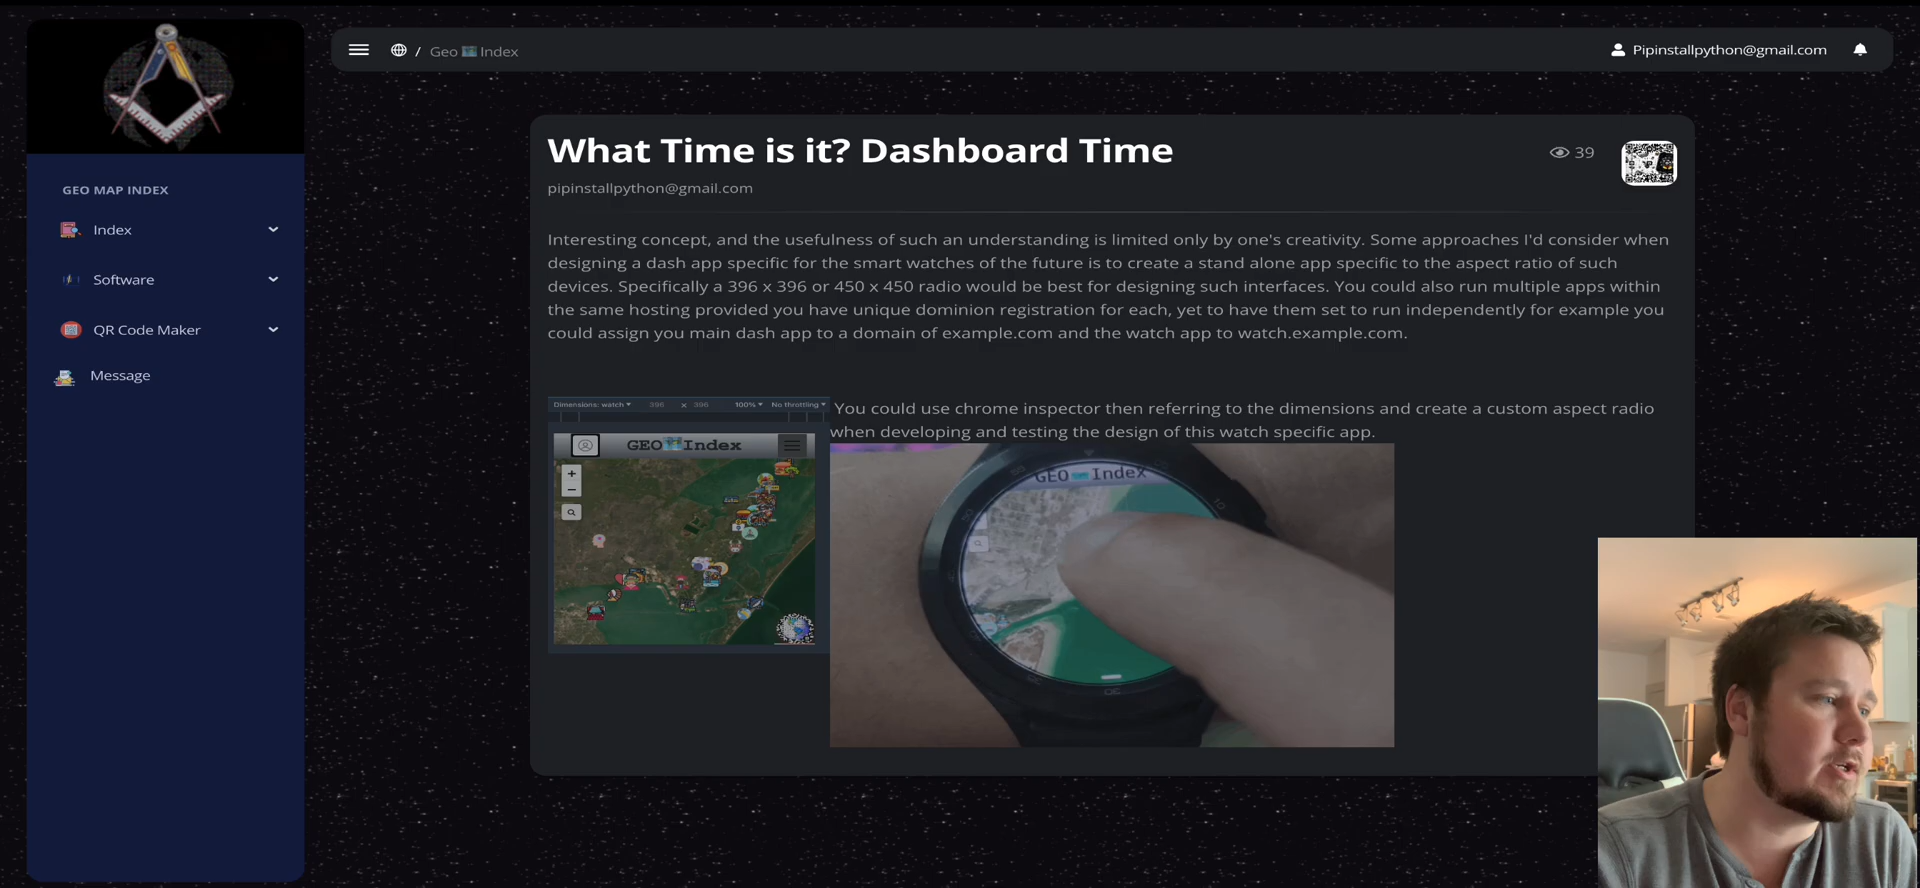 / Geo Index
Pipinstallpython@gmail.com
GEO MAP INDEX
Index
Software
QR Code Maker
Message
What Time is it? Dashboard Time
39
pipinstallpython@gmail.com
Interesting concept, and the usefulness of such an understanding is limited only by one's creativity. Some approaches I'd consider when
designing a dash app specific for the smart watches of the future is to create a stand alone app specific to the aspect ratio of such
devices. Specifically a 396 x 396 or 450 x 450 radio would be best for designing such interfaces. You could also run multiple apps within
the same hosting provided you have unique dominion registration for each, yet to have them set to run independently for example you
could assign you main dash app to a domain of example.com and the watch app to watch.example.com.
Dimensions: watch 396 x 396 100% No throttling
GEO Index
+
−
You could use chrome inspector then referring to the dimensions and create a custom aspect radio
when developing and testing the design of this watch specific app.
GEO Index